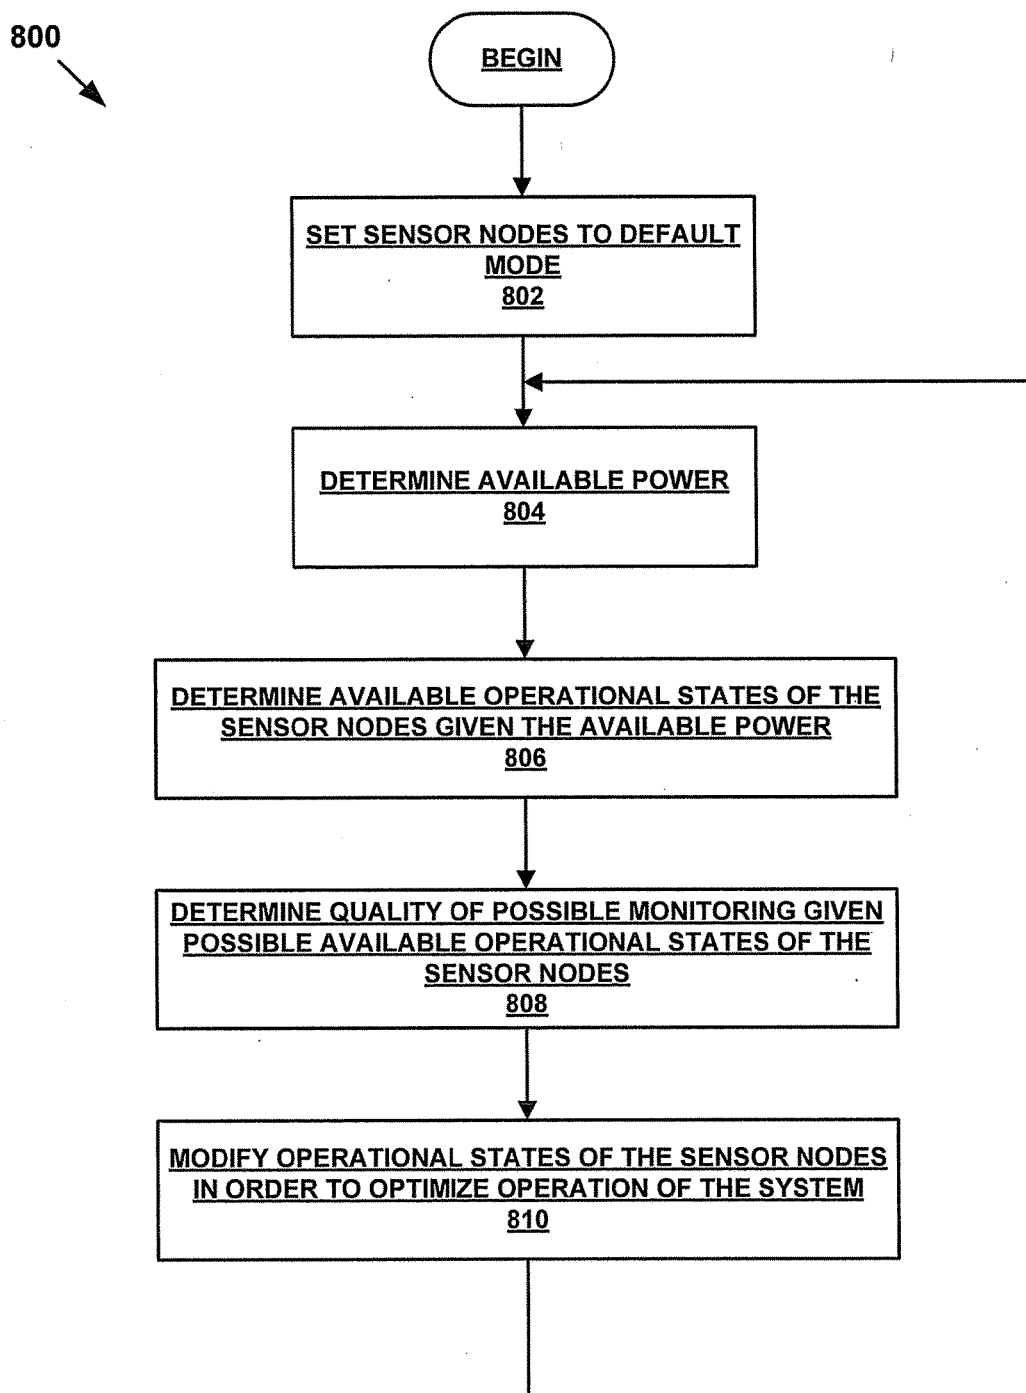 800
BEGIN
SET SENSOR NODES TO DEFAULT
MODE
802
DETERMINE AVAILABLE POWER
804
DETERMINE AVAILABLE OPERATIONAL STATES OF THE
SENSOR NODES GIVEN THE AVAILABLE POWER
806
DETERMINE QUALITY OF POSSIBLE MONITORING GIVEN
POSSIBLE AVAILABLE OPERATIONAL STATES OF THE
SENSOR NODES
808
MODIFY OPERATIONAL STATES OF THE SENSOR NODES
IN ORDER TO OPTIMIZE OPERATION OF THE SYSTEM
810